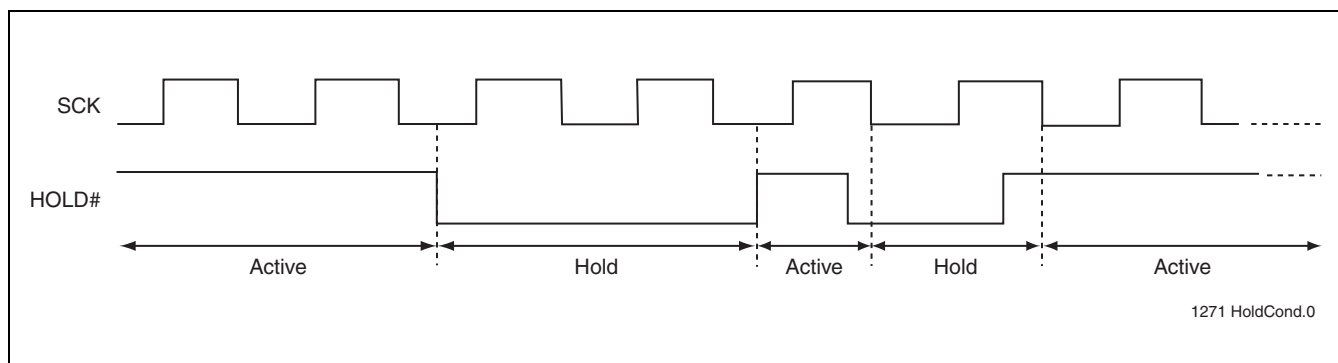 SCK
HOLD#
Active Hold Active Hold Active
1271 HoldCond.0